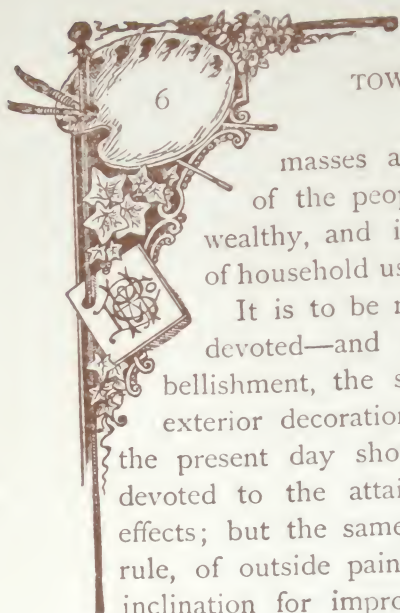 6
TOW
masses a
of the peop
wealthy, and i
of household us
It is to be
devoted—and
bellishment, the s
exterior decoration
the present day sho
devoted to the attai
effects; but the same
rule, of outside pain
inclination for impro